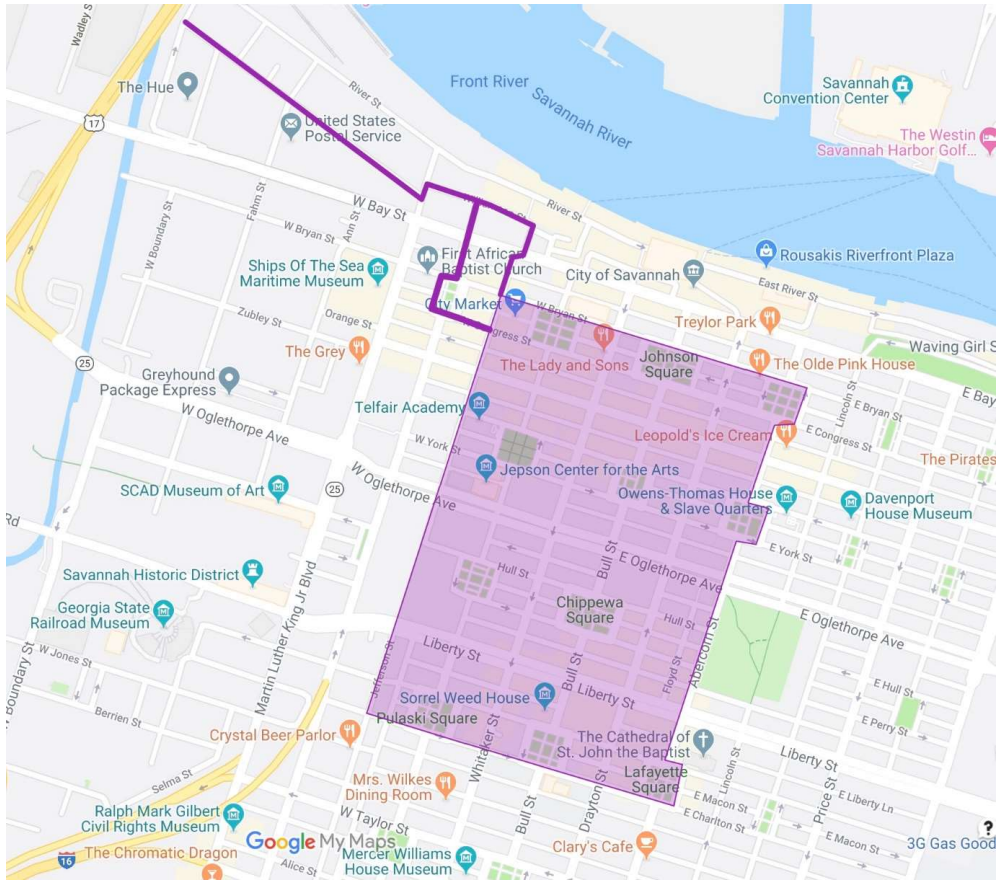 Wadley St
The Hue
17
United States
Postal Service
River St
Front River
Savannah River
Savannah
Convention Center
The Westin
Savannah Harbor Golf...
W Bay St
W Boundary St
Fahm St
Ann St
W Bryan St
First African
Baptist Church
River St
City of Savannah
Rousakis Riverfront Plaza
East River St
Ships Of The Sea
Maritime Museum
City Market
W Bryan St
Treylor Park
Waving Girl S
Zubley St
Orange St
The Grey
25
Greyhound
Package Express
The Lady and Sons
Johnson
Square
The Olde Pink House
E Bay
Lincoln St
E Bryan St
E Congress St
Telfair Academy
Leopold's Ice Cream
The Pirates
W Oglethorpe Ave
W York St
W Oglethorpe Ave
Jepson Center for the Arts
SCAD Museum of Art
25
Owens-Thomas House
& Slave Quarters
Davenport
House Museum
Rd
E York St
Savannah Historic District
Hull St
Bull St
E Oglethorpe Ave
Georgia State
Railroad Museum
Martin Luther King Jr Blvd
Chippewa
Square
Hull St
E Oglethorpe Ave
Abercorn St
W Jones St
W Boundary St
Liberty St
Jefferson St
Bull St
Floyd St
E Hull St
Berrien St
Sorrel Weed House
Liberty St
E Perry St
Pulaski Square
Crystal Beer Parlor
Whitaker St
The Cathedral of
St. John the Baptist
Liberty St
Lincoln St
Selma St
Mrs. Wilkes
Dining Room
Lafayette
Square
Price St
E Liberty Ln
Bull St
Drayton St
E Macon St
E Charlton St
E Macon St
Ralph Mark Gilbert
Civil Rights Museum
W Taylor St
Google My Maps
Clary's Cafe
?
3G Gas Good
16
The Chromatic Dragon
Alice St
Mercer Williams
House Museum